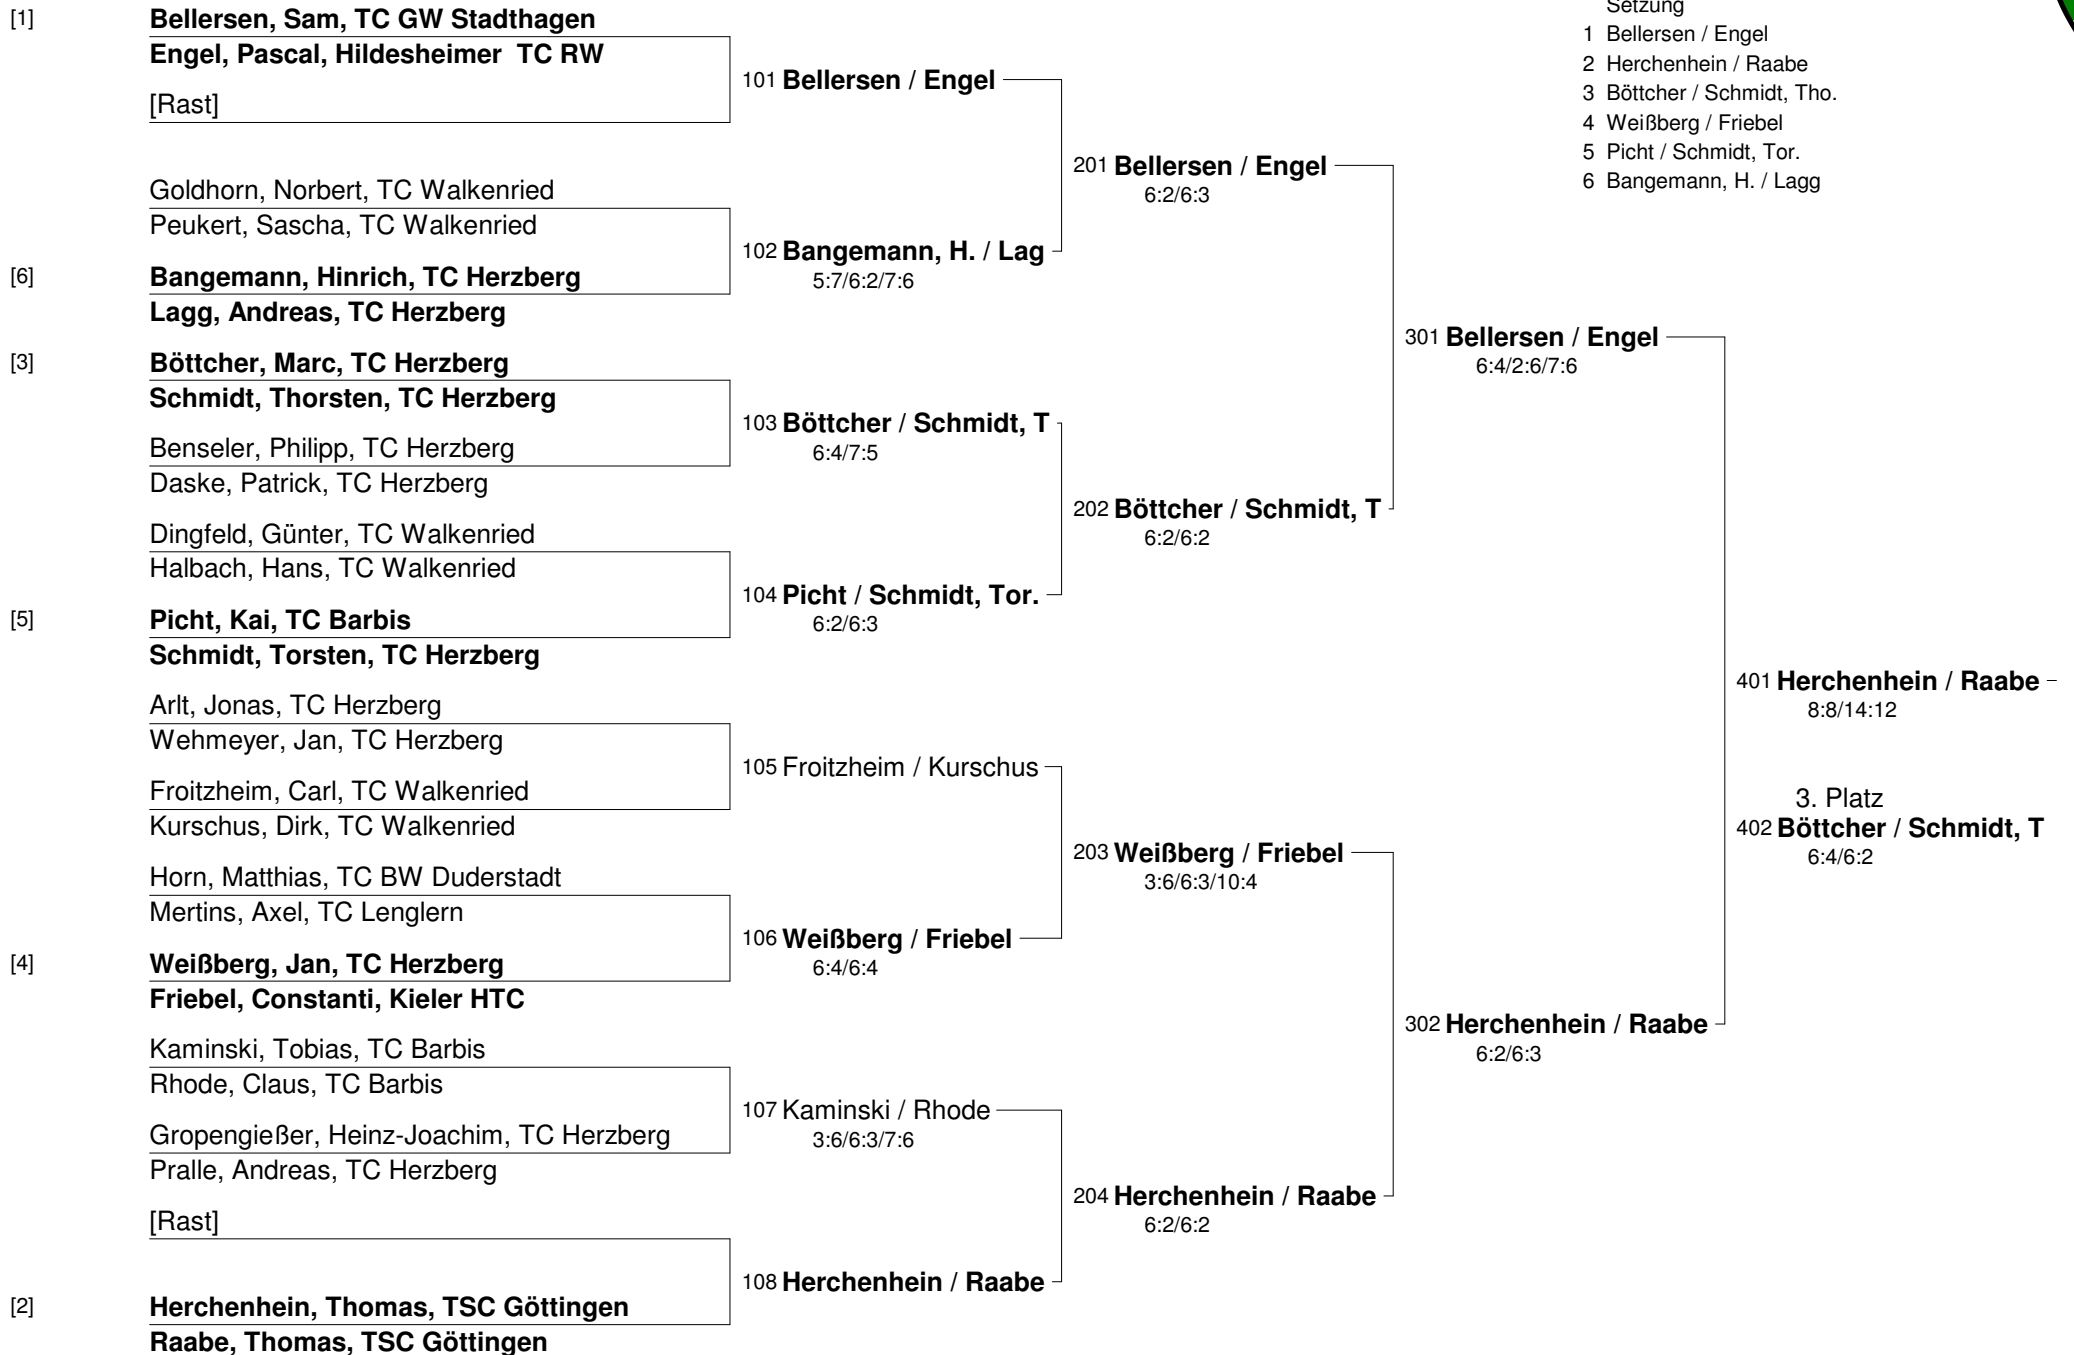 Setzung
1 Bellersen / Engel
2 Herchenhein / Raabe
3 Böttcher / Schmidt, Tho.
4 Weißberg / Friebel
5 Picht / Schmidt, Tor.
6 Bangemann, H. / Lagg
[1] Bellersen, Sam, TC GW Stadthagen
Engel, Pascal, Hildesheimer TC RW
[Rast]
Goldhorn, Norbert, TC Walkenried
Peukert, Sascha, TC Walkenried
[6] Bangemann, Hinrich, TC Herzberg
Lagg, Andreas, TC Herzberg
[3] Böttcher, Marc, TC Herzberg
Schmidt, Thorsten, TC Herzberg
Benseler, Philipp, TC Herzberg
Daske, Patrick, TC Herzberg
Dingfeld, Günter, TC Walkenried
Halbach, Hans, TC Walkenried
[5] Picht, Kai, TC Barbis
Schmidt, Torsten, TC Herzberg
Arlt, Jonas, TC Herzberg
Wehmeyer, Jan, TC Herzberg
Froitzheim, Carl, TC Walkenried
Kurschus, Dirk, TC Walkenried
Horn, Matthias, TC BW Duderstadt
Mertins, Axel, TC Lenglern
[4] Weißberg, Jan, TC Herzberg
Friebel, Constanti, Kieler HTC
Kaminski, Tobias, TC Barbis
Rhode, Claus, TC Barbis
Gropengießer, Heinz-Joachim, TC Herzberg
Pralle, Andreas, TC Herzberg
[Rast]
[2] Herchenhein, Thomas, TSC Göttingen
Raabe, Thomas, TSC Göttingen
101 Bellersen / Engel
102 Bangemann, H. / Lag
5:7/6:2/7:6
103 Böttcher / Schmidt, T
6:4/7:5
104 Picht / Schmidt, Tor.
6:2/6:3
105 Froitzheim / Kurschus
106 Weißberg / Friebel
6:4/6:4
107 Kaminski / Rhode
3:6/6:3/7:6
108 Herchenhein / Raabe
201 Bellersen / Engel
6:2/6:3
202 Böttcher / Schmidt, T
6:2/6:2
203 Weißberg / Friebel
3:6/6:3/10:4
204 Herchenhein / Raabe
6:2/6:2
301 Bellersen / Engel
6:4/2:6/7:6
302 Herchenhein / Raabe
6:2/6:3
401 Herchenhein / Raabe
8:8/14:12
3. Platz
402 Böttcher / Schmidt, T
6:4/6:2